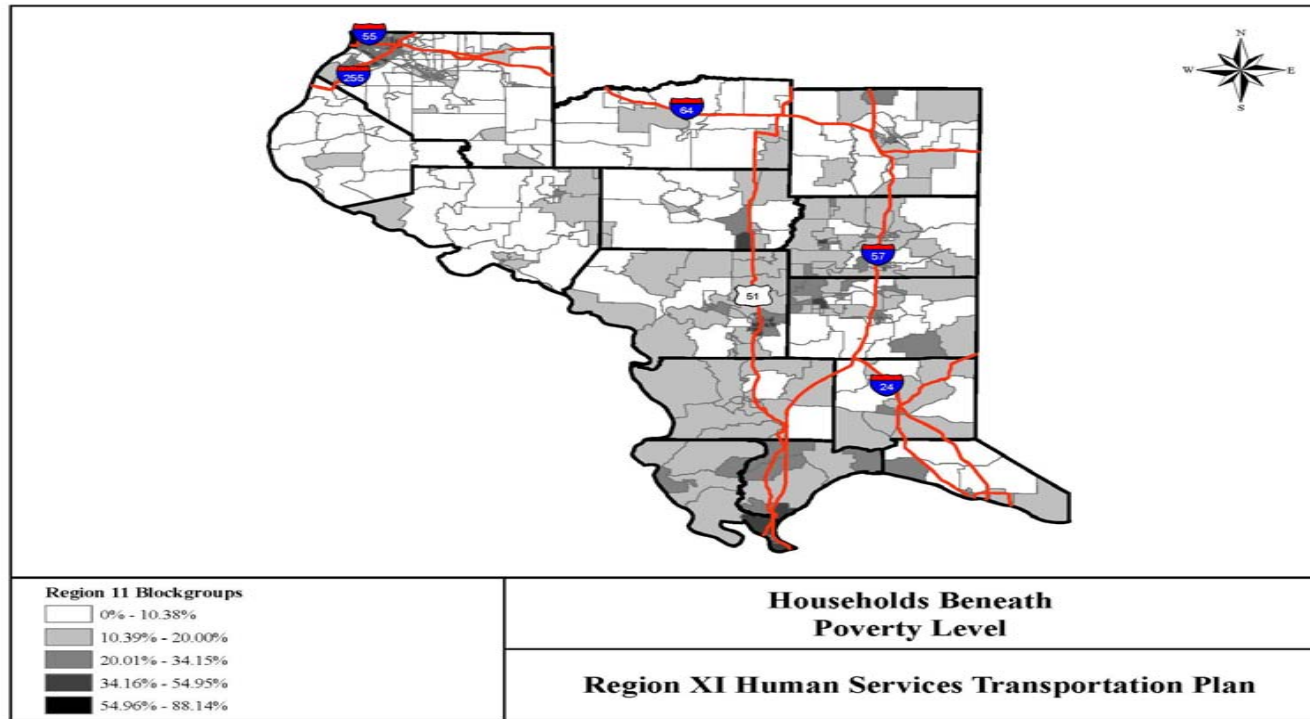 55
N
W E
S
255
64
57
51
24
Region 11 Blockgroups
0% - 10.38%
10.39% - 20.00%
20.01% - 34.15%
34.16% - 54.95%
54.96% - 88.14%
Households Beneath
Poverty Level
Region XI Human Services Transportation Plan